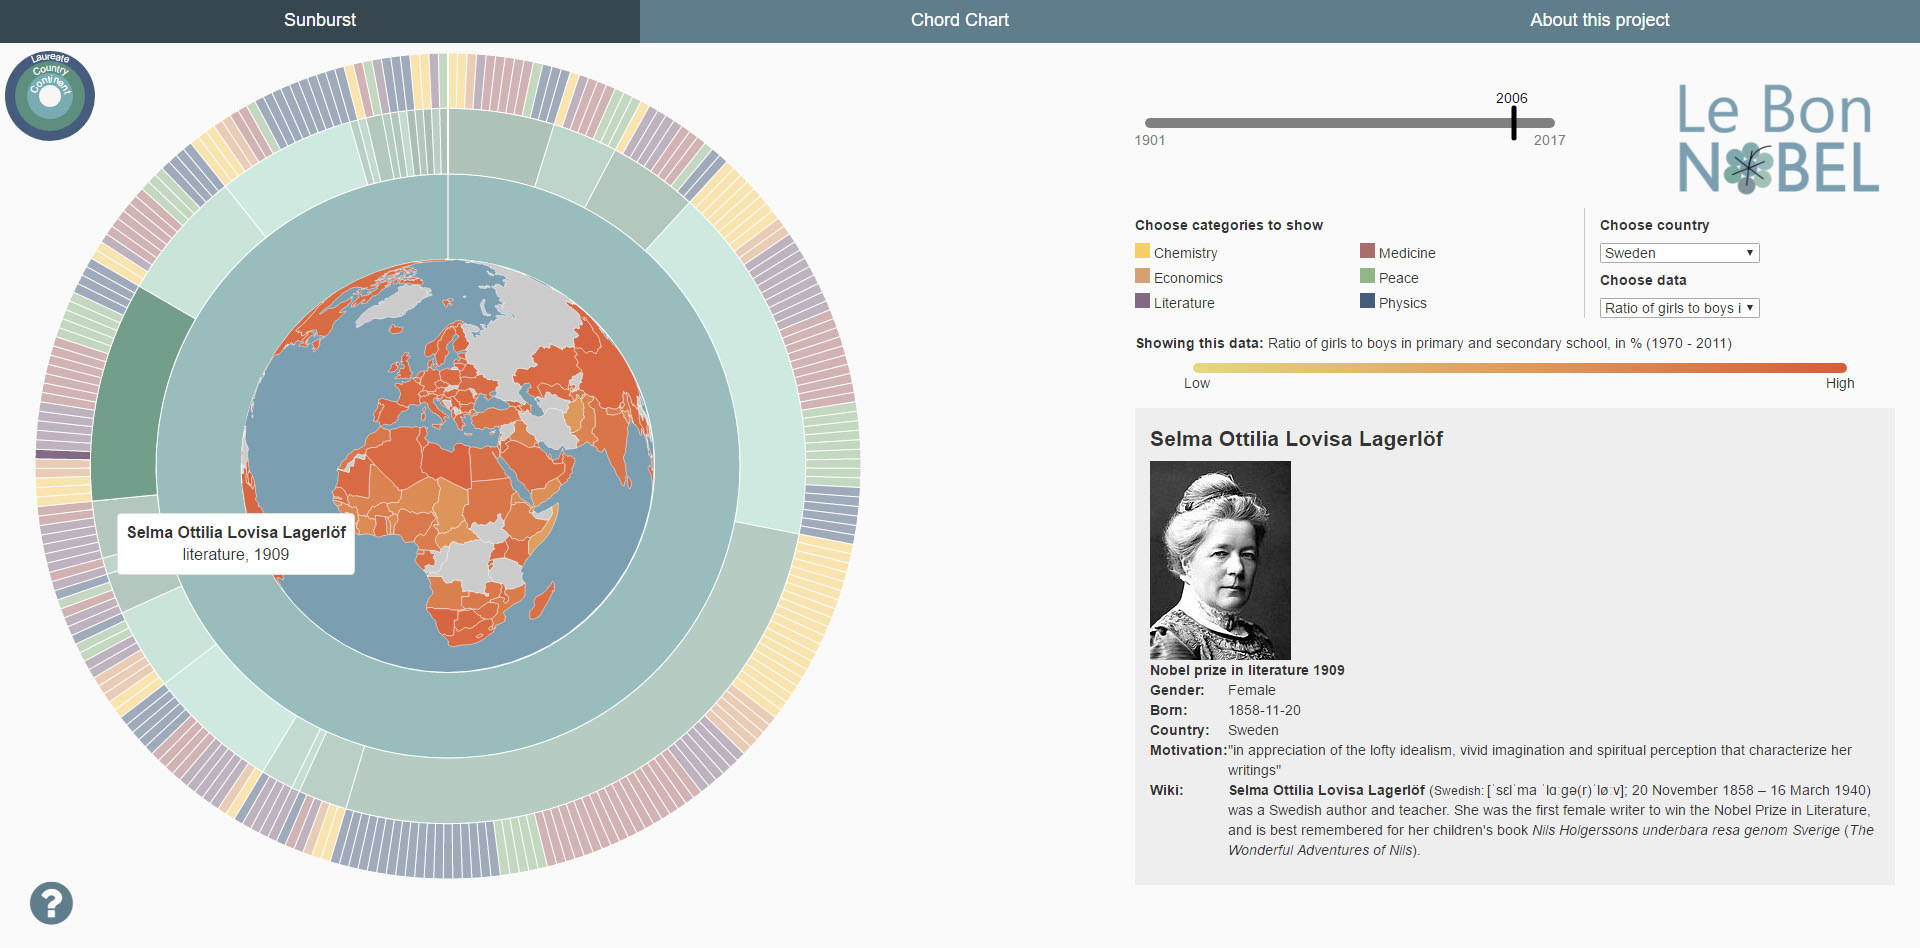 Sunburst
Chord Chart
About this project
Laureate
Country
Continent
2006
1901
2017
Le Bon
NOBEL
Choose categories to show
Chemistry
Medicine
Economics
Peace
Literature
Physics
Choose country
Sweden
Choose data
Ratio of girls to boys i
Showing this data: Ratio of girls to boys in primary and secondary school, in % (1970 - 2011)
Low
High
Selma Ottilia Lovisa Lagerlöf
literature, 1909
Selma Ottilia Lovisa Lagerlöf
Nobel prize in literature 1909
Gender: Female
Born: 1858-11-20
Country: Sweden
Motivation: "in appreciation of the lofty idealism, vivid imagination and spiritual perception that characterize her
writings"
Wiki: Selma Ottilia Lovisa Lagerlöf (Swedish: [ˈsɛlˈma ˈlɑːɡə(r)ˈløːv]; 20 November 1858 – 16 March 1940)
was a Swedish author and teacher. She was the first female writer to win the Nobel Prize in Literature,
and is best remembered for her children's book Nils Holgerssons underbara resa genom Sverige (The
Wonderful Adventures of Nils).
?